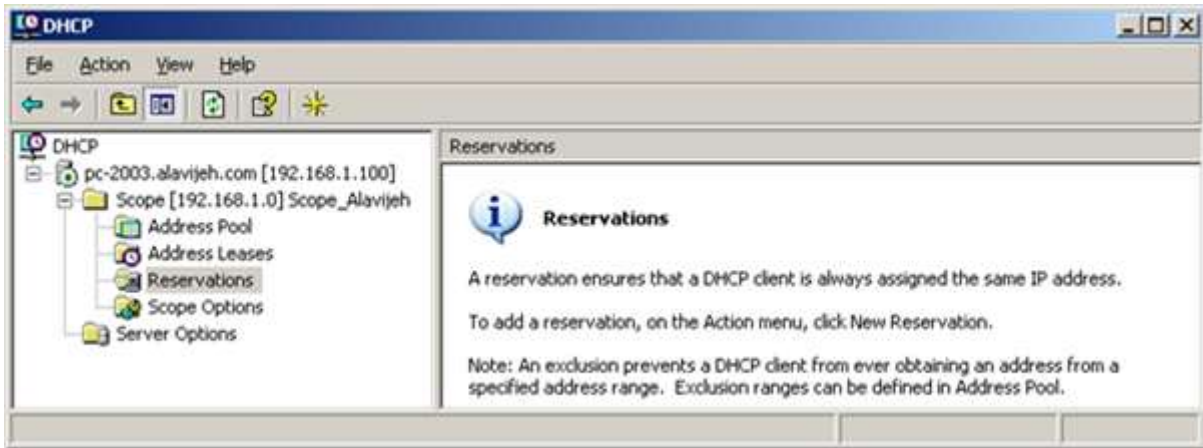 DHCP
File Action View Help
DHCP
pc-2003.alavijeh.com [192.168.1.100]
Scope [192.168.1.0] Scope_Alavijeh
Address Pool
Address Leases
Reservations
Scope Options
Server Options
Reservations
Reservations
A reservation ensures that a DHCP client is always assigned the same IP address.
To add a reservation, on the Action menu, click New Reservation.
Note: An exclusion prevents a DHCP client from ever obtaining an address from a
specified address range. Exclusion ranges can be defined in Address Pool.